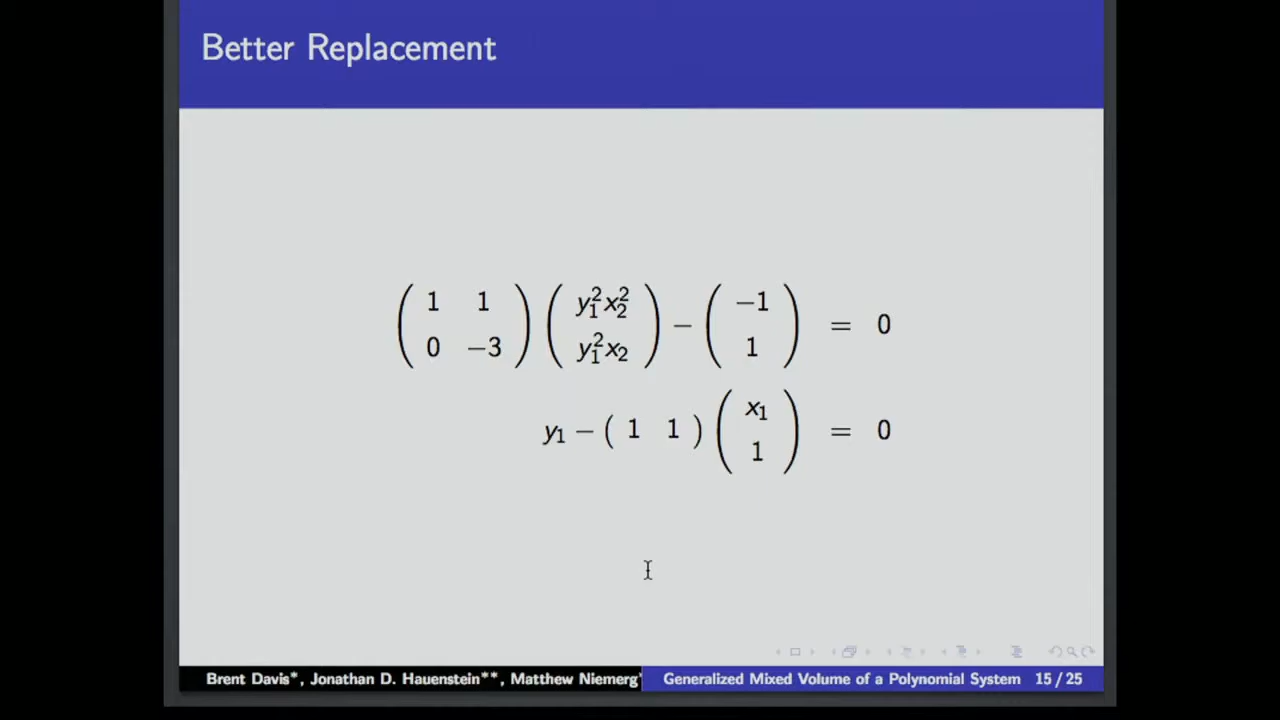 Better Replacement
( 1 1 ; 0 −3 ) ( y₁²x₂² ; y₁²x₂ ) − ( −1 ; 1 ) = 0
y₁ − ( 1 1 ) ( x₁ ; 1 ) = 0
Brent Davis*, Jonathan D. Hauenstein**, Matthew Niemerg* Generalized Mixed Volume of a Polynomial System 15 / 25